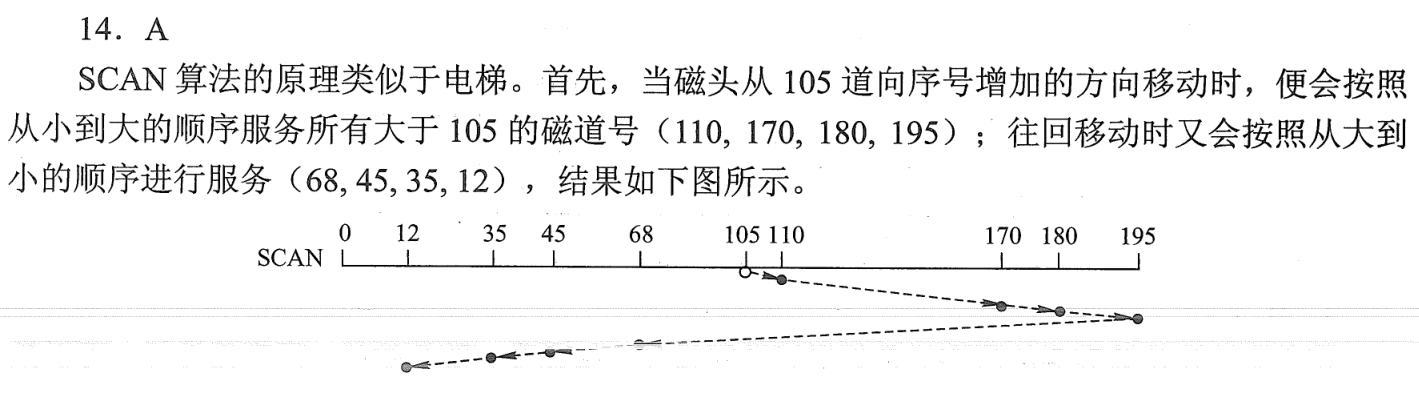 14．A
SCAN 算法的原理类似于电梯。首先，当磁头从 105 道向序号增加的方向移动时，便会按照
从小到大的顺序服务所有大于 105 的磁道号（110, 170, 180, 195）；往回移动时又会按照从大到
小的顺序进行服务（68, 45, 35, 12），结果如下图所示。
0 12 35 45 68 105 110 170 180 195
SCAN